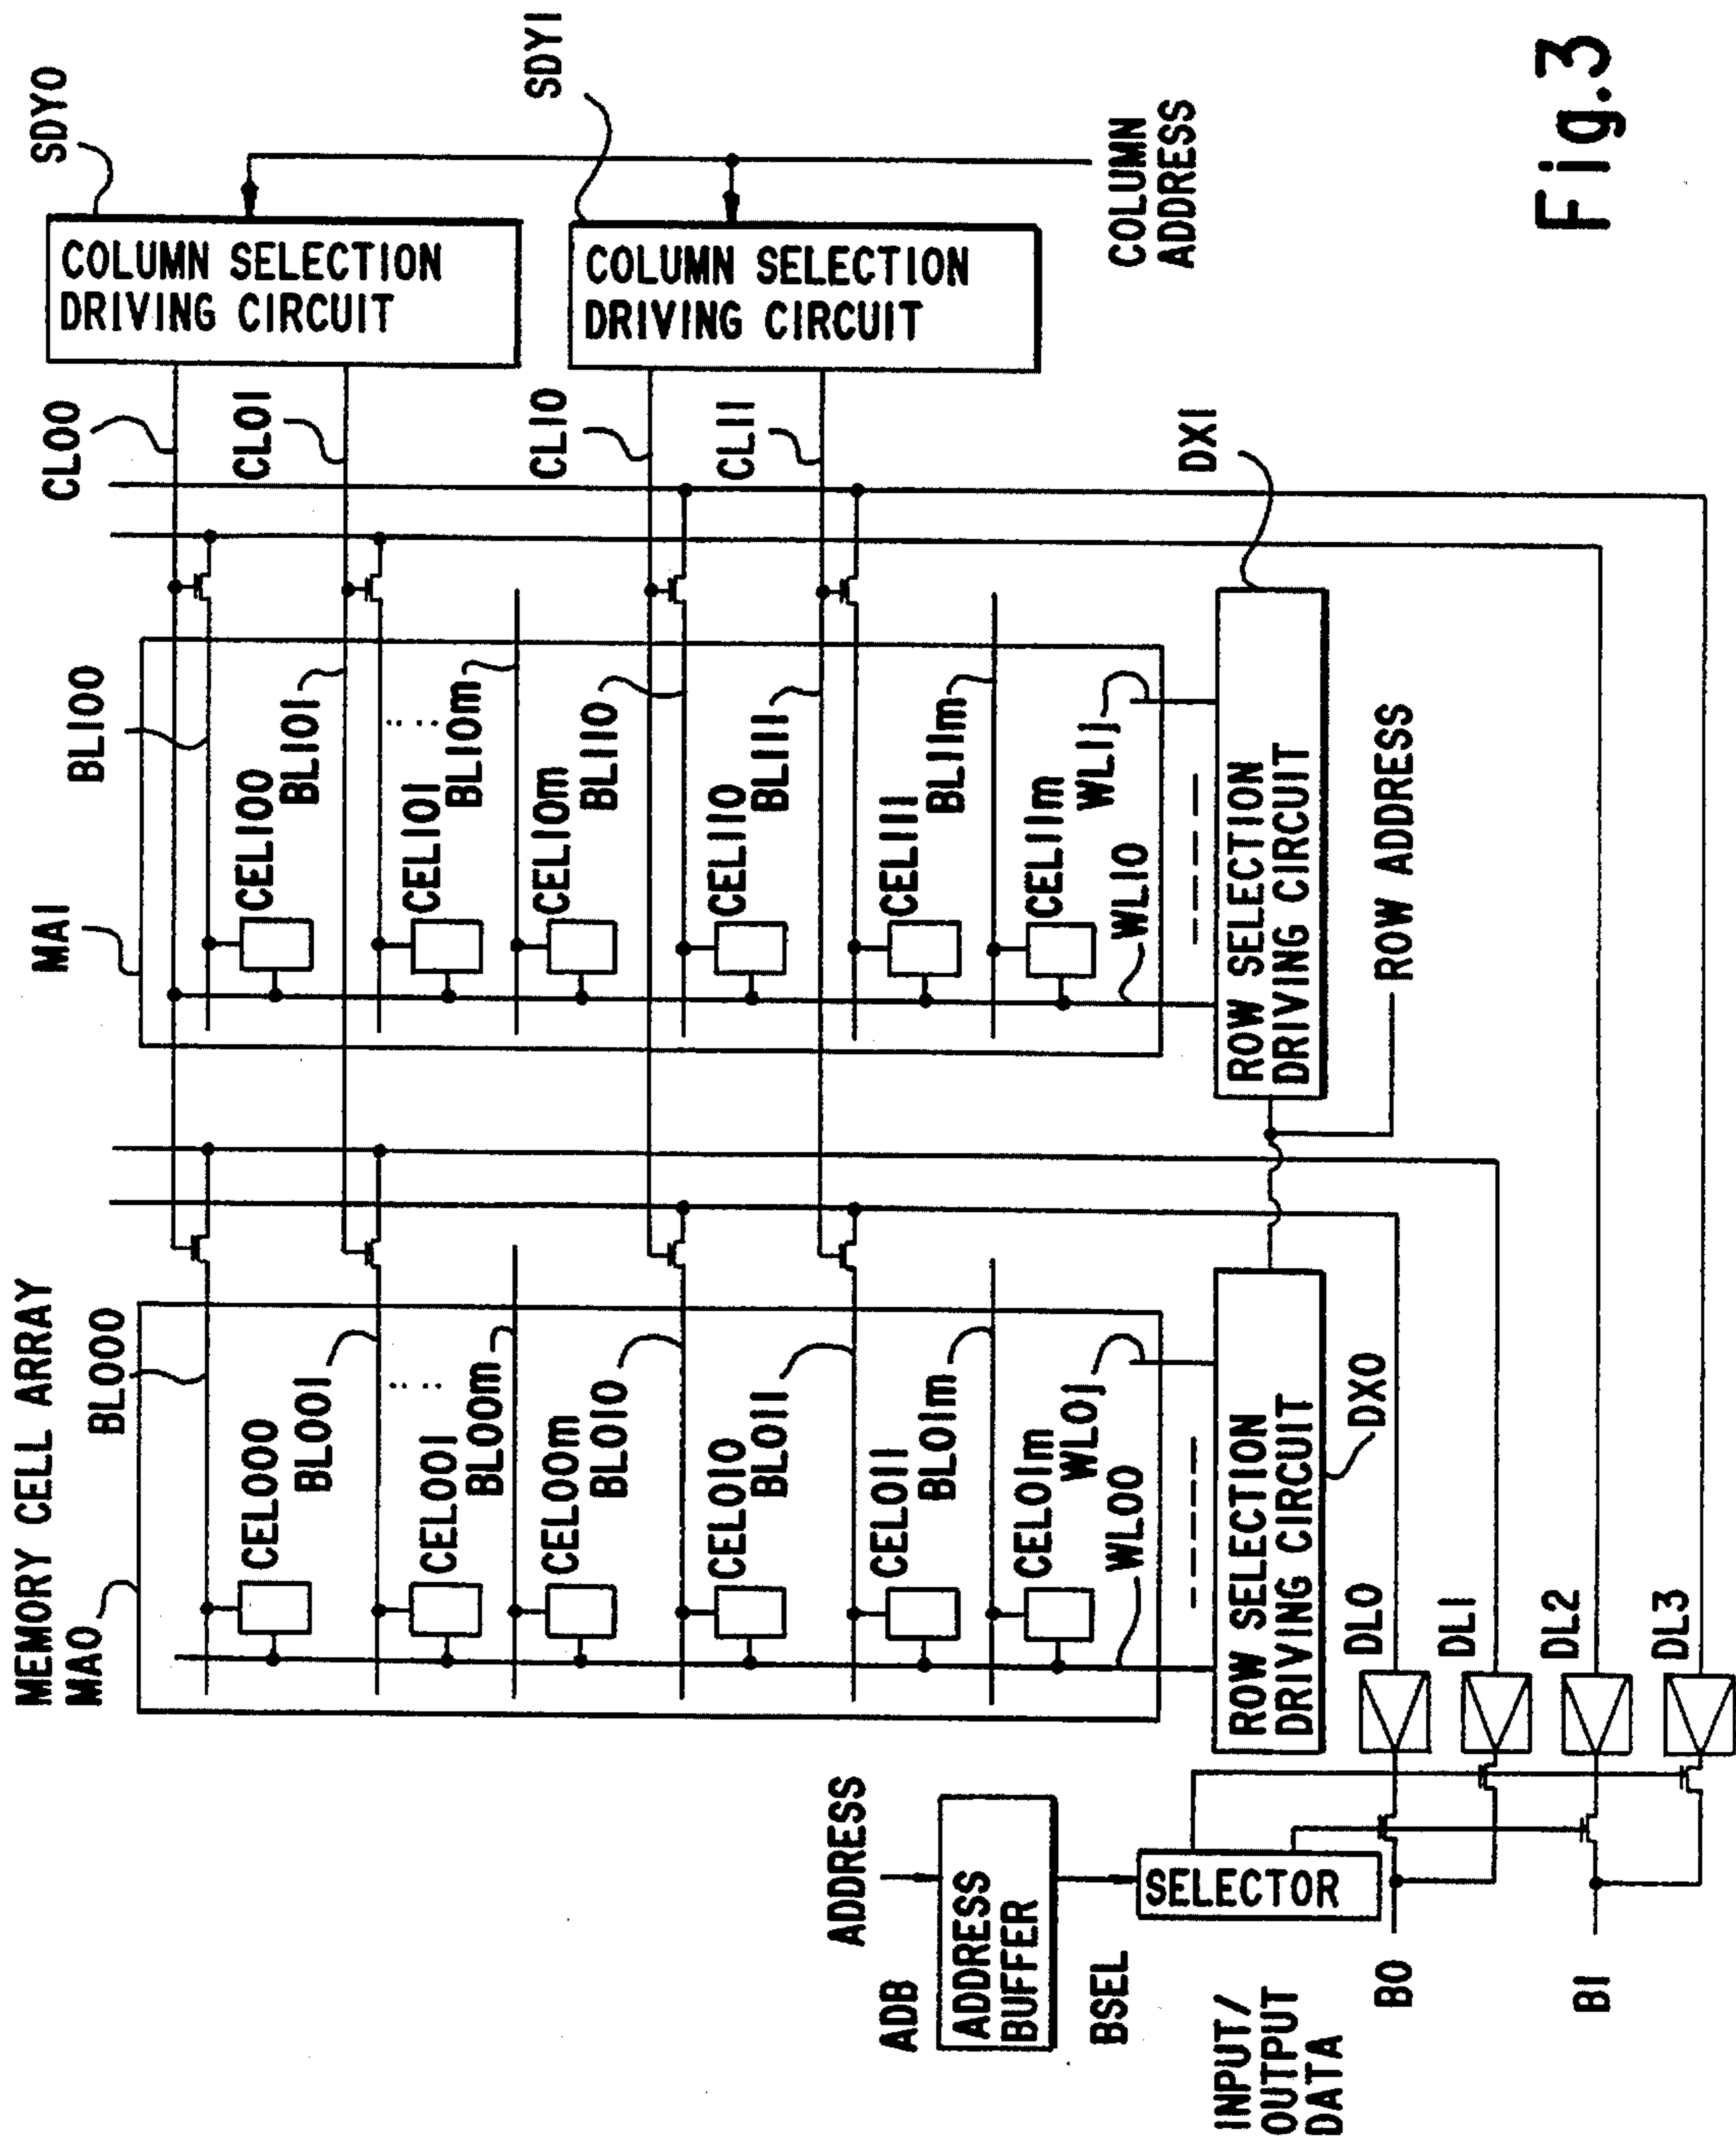 SDY0
SDY1
COLUMN SELECTION
DRIVING CIRCUIT
COLUMN SELECTION
DRIVING CIRCUIT
COLUMN
ADDRESS
CL00
CL01
CL10
CL11
DX1
BL100
BL101
BL10m
BL110
BL111
BL11m
WL1j
MA1
CEL100
CEL101
CEL10m
CEL110
CEL111
CEL11m
WL10
ROW SELECTION
DRIVING CIRCUIT
ROW ADDRESS
MEMORY CELL ARRAY
MA0
BL000
BL001
BL00m
BL010
BL011
BL01m
WL0j
CEL000
CEL001
CEL00m
CEL010
CEL011
CEL01m
WL00
ROW SELECTION
DRIVING CIRCUIT
DX0
DL0
DL1
DL2
DL3
ADDRESS
ADB
ADDRESS
BUFFER
BSEL
SELECTOR
INPUT/
OUTPUT
DATA
B0
B1
Fig.3